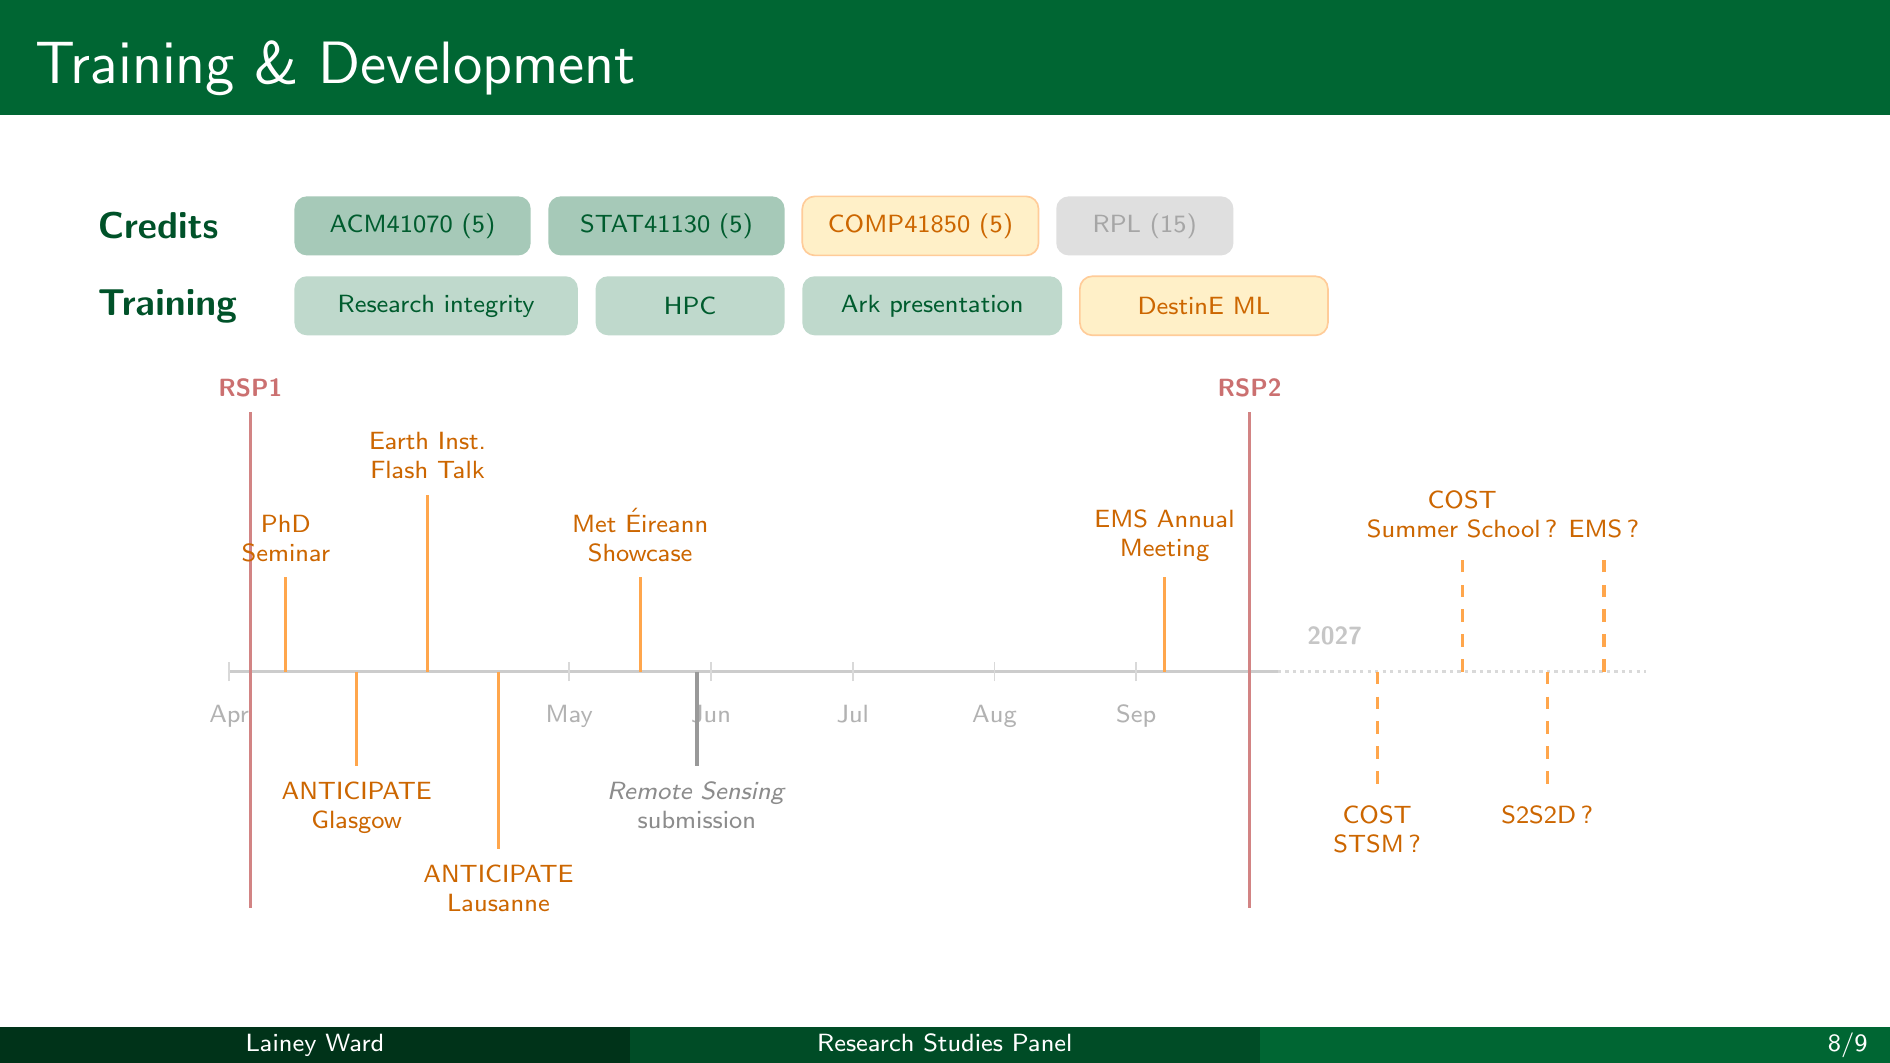 Training & Development
Credits
ACM41070 (5)
STAT41130 (5)
COMP41850 (5)
RPL (15)
Training
Research integrity
HPC
Ark presentation
DestinE ML
RSP1
RSP2
Earth Inst.
Flash Talk
PhD
Seminar
Met Éireann
Showcase
EMS Annual
Meeting
COST
Summer School ?
EMS ?
2027
Apr
May
Jun
Jul
Aug
Sep
ANTICIPATE
Glasgow
Remote Sensing
submission
COST
STSM ?
S2S2D ?
ANTICIPATE
Lausanne
Lainey Ward
Research Studies Panel
8/9